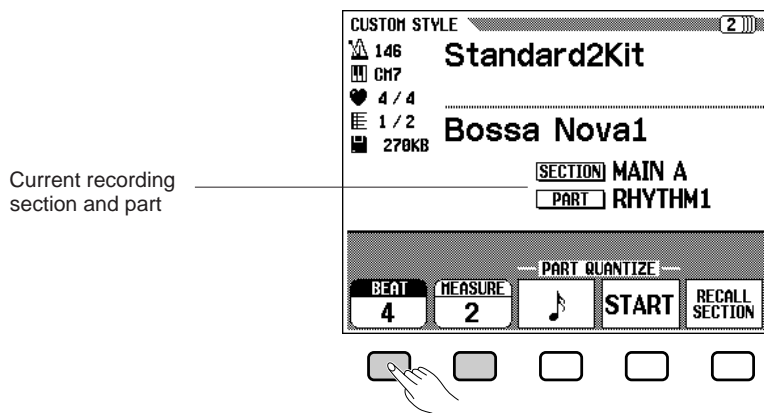 CUSTOM STYLE
2
146
Standard2Kit
CM7
4/4
1/2
Bossa Nova1
270KB
SECTION MAIN A
PART RHYTHM1
Current recording
section and part
PART QUANTIZE
BEAT
4
MEASURE
2
START
RECALL
SECTION